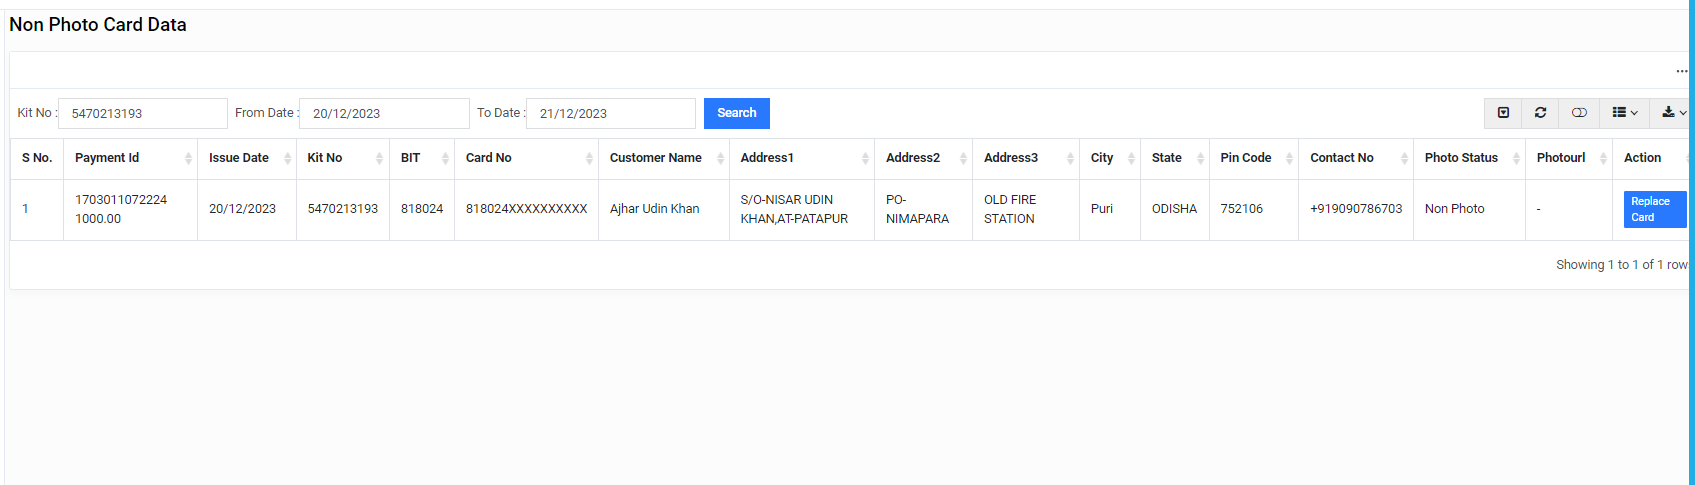 Non Photo Card Data
...
Kit No : 5470213193 From Date : 20/12/2023 To Date : 21/12/2023 Search
S No. Payment Id Issue Date Kit No BIT Card No Customer Name Address1 Address2 Address3 City State Pin Code Contact No Photo Status Photourl Action
1 1703011072224 1000.00 20/12/2023 5470213193 818024 818024XXXXXXXXXX Ajhar Udin Khan S/O-NISAR UDIN KHAN,AT-PATAPUR PO-NIMAPARA OLD FIRE STATION Puri ODISHA 752106 +919090786703 Non Photo - Replace Card
Showing 1 to 1 of 1 rows